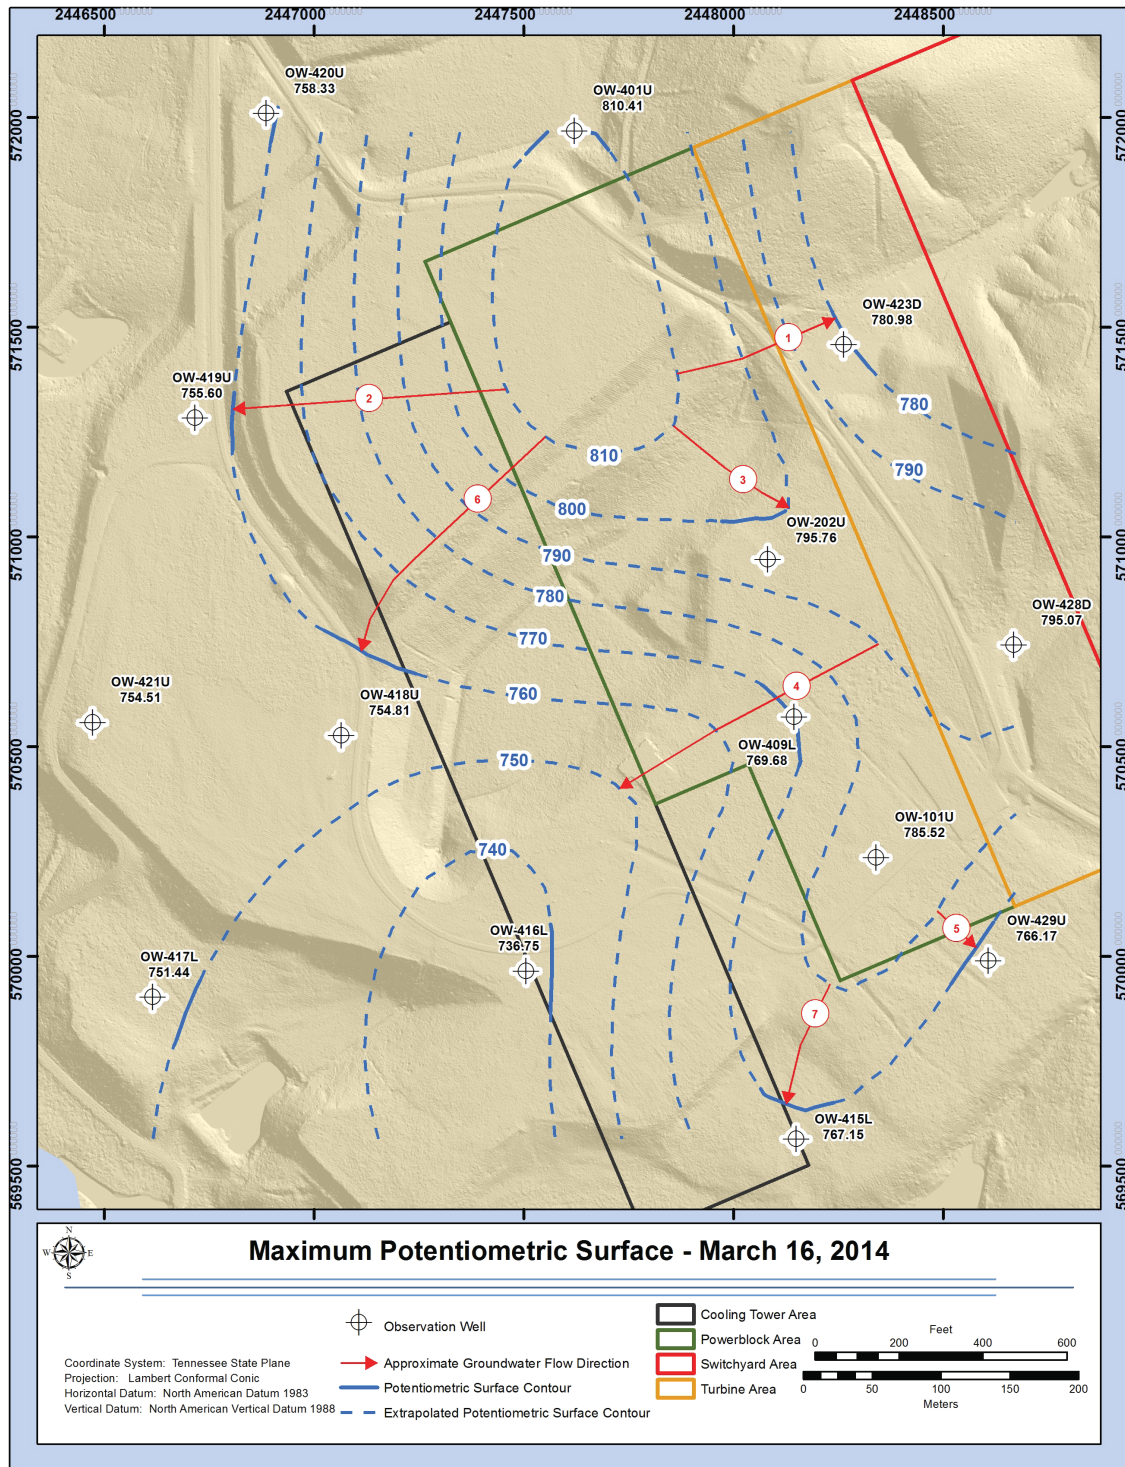 2446500 2447000 2447500 2448000 2448500
572000
571500
571000
570500
570000
569500
572000
571500
571000
570500
570000
569500
OW-420U
758.33
OW-401U
810.41
OW-423D
780.98
1
OW-419U
755.60
2
780
810
790
3
6
800
OW-202U
795.76
790
780
OW-428D
795.07
770
4
OW-421U
754.51
760
OW-418U
754.81
OW-409L
769.68
750
OW-101U
785.52
740
OW-429U
766.17
5
OW-416L
736.75
OW-417L
751.44
7
OW-415L
767.15
N
W E
S
Maximum Potentiometric Surface - March 16, 2014
Observation Well
Approximate Groundwater Flow Direction
Potentiometric Surface Contour
Extrapolated Potentiometric Surface Contour
Coordinate System: Tennessee State Plane
Projection: Lambert Conformal Conic
Horizontal Datum: North American Datum 1983
Vertical Datum: North American Vertical Datum 1988
Cooling Tower Area
Powerblock Area
Switchyard Area
Turbine Area
Feet
0 200 400 600
0 50 100 150 200
Meters